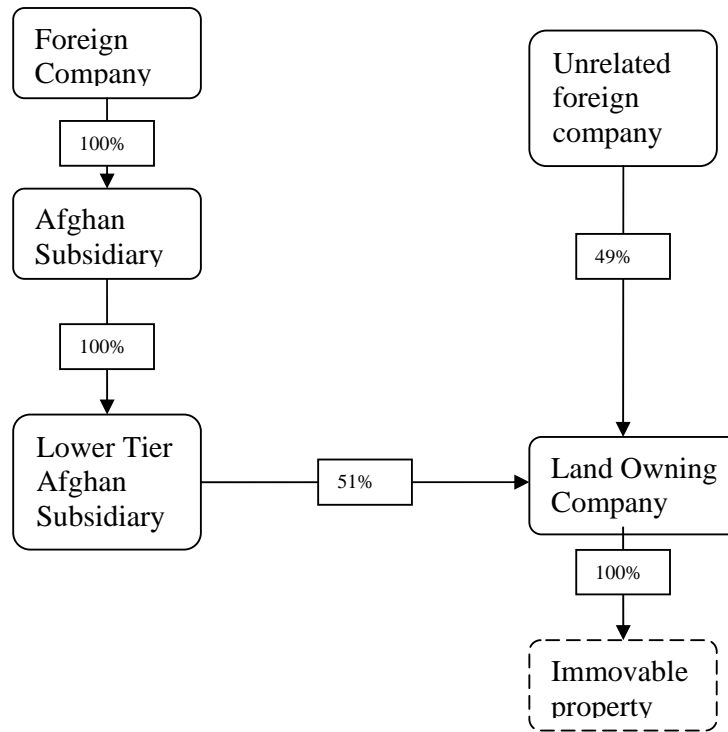 Foreign
Company
100%
Afghan
Subsidiary
100%
Lower Tier
Afghan
Subsidiary
51%
Unrelated
foreign
company
49%
Land Owning
Company
100%
Immovable
property